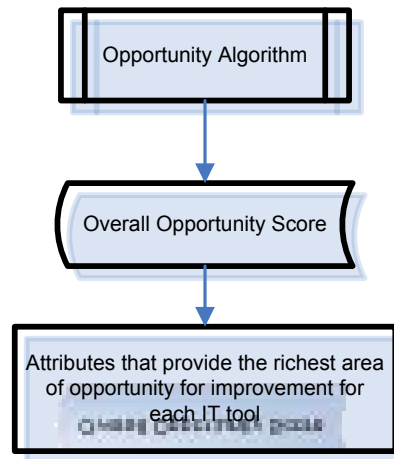 Opportunity Algorithm
Overall Opportunity Score
Attributes that provide the richest area
of opportunity for improvement for
each IT tool